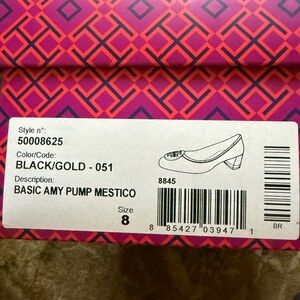 Style n°:
50008625
Color/Code:
BLACK/GOLD - 051
Description:
BASIC AMY PUMP MESTICO
Size
8
8845
8 85427 03947 1
BR